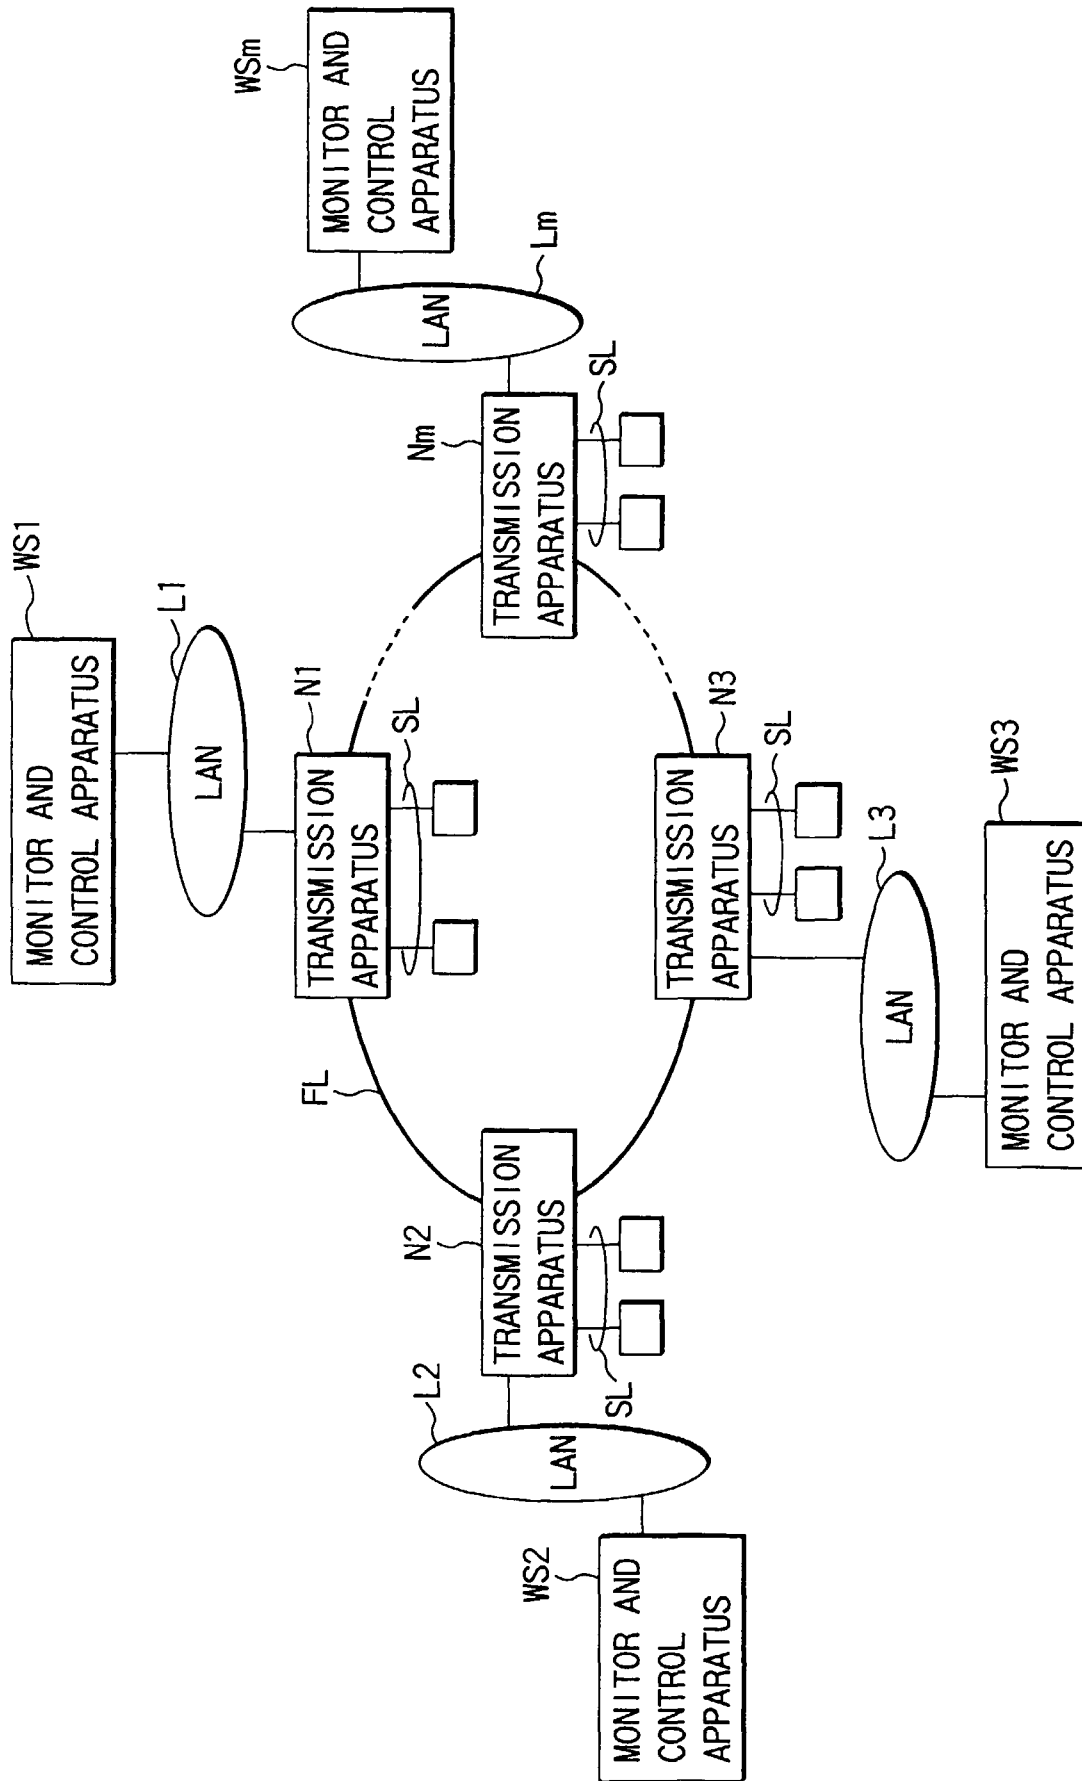 WS1
MONITOR AND
CONTROL APPARATUS
L1
LAN
N1
TRANSMISSION
APPARATUS
SL
FL
WSm
MONITOR AND
CONTROL
APPARATUS
Lm
LAN
Nm
TRANSMISSION
APPARATUS
SL
N2
TRANSMISSION
APPARATUS
SL
L2
LAN
WS2
MONITOR AND
CONTROL
APPARATUS
N3
TRANSMISSION
APPARATUS
SL
L3
LAN
WS3
MONITOR AND
CONTROL APPARATUS